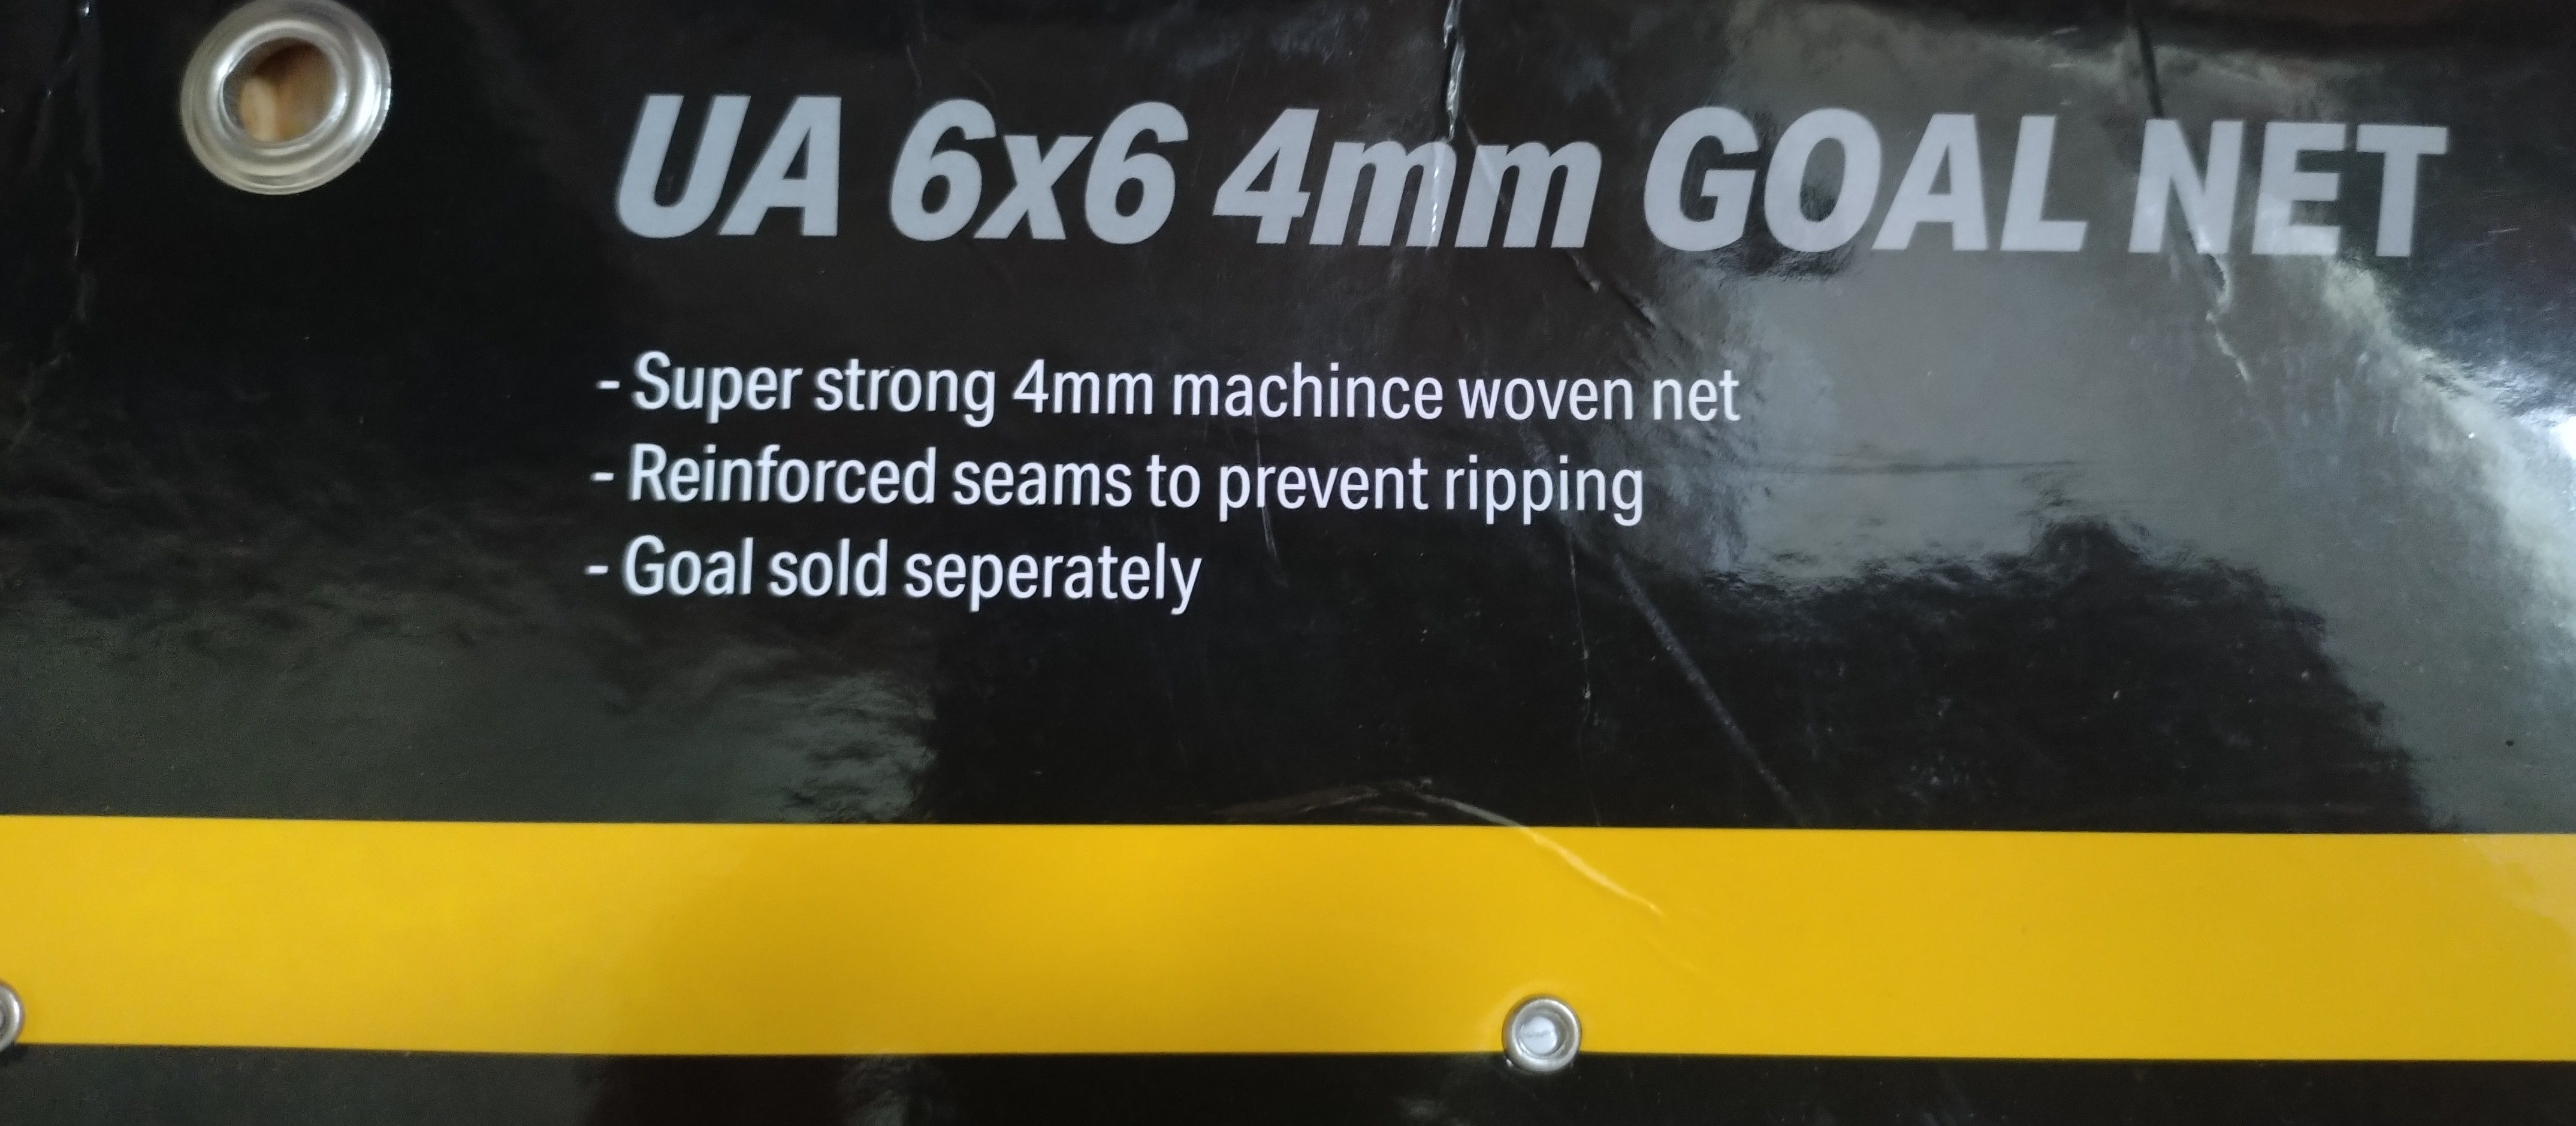 UA 6x6 4mm GOAL NET
- Super strong 4mm machince woven net
- Reinforced seams to prevent ripping
- Goal sold seperately